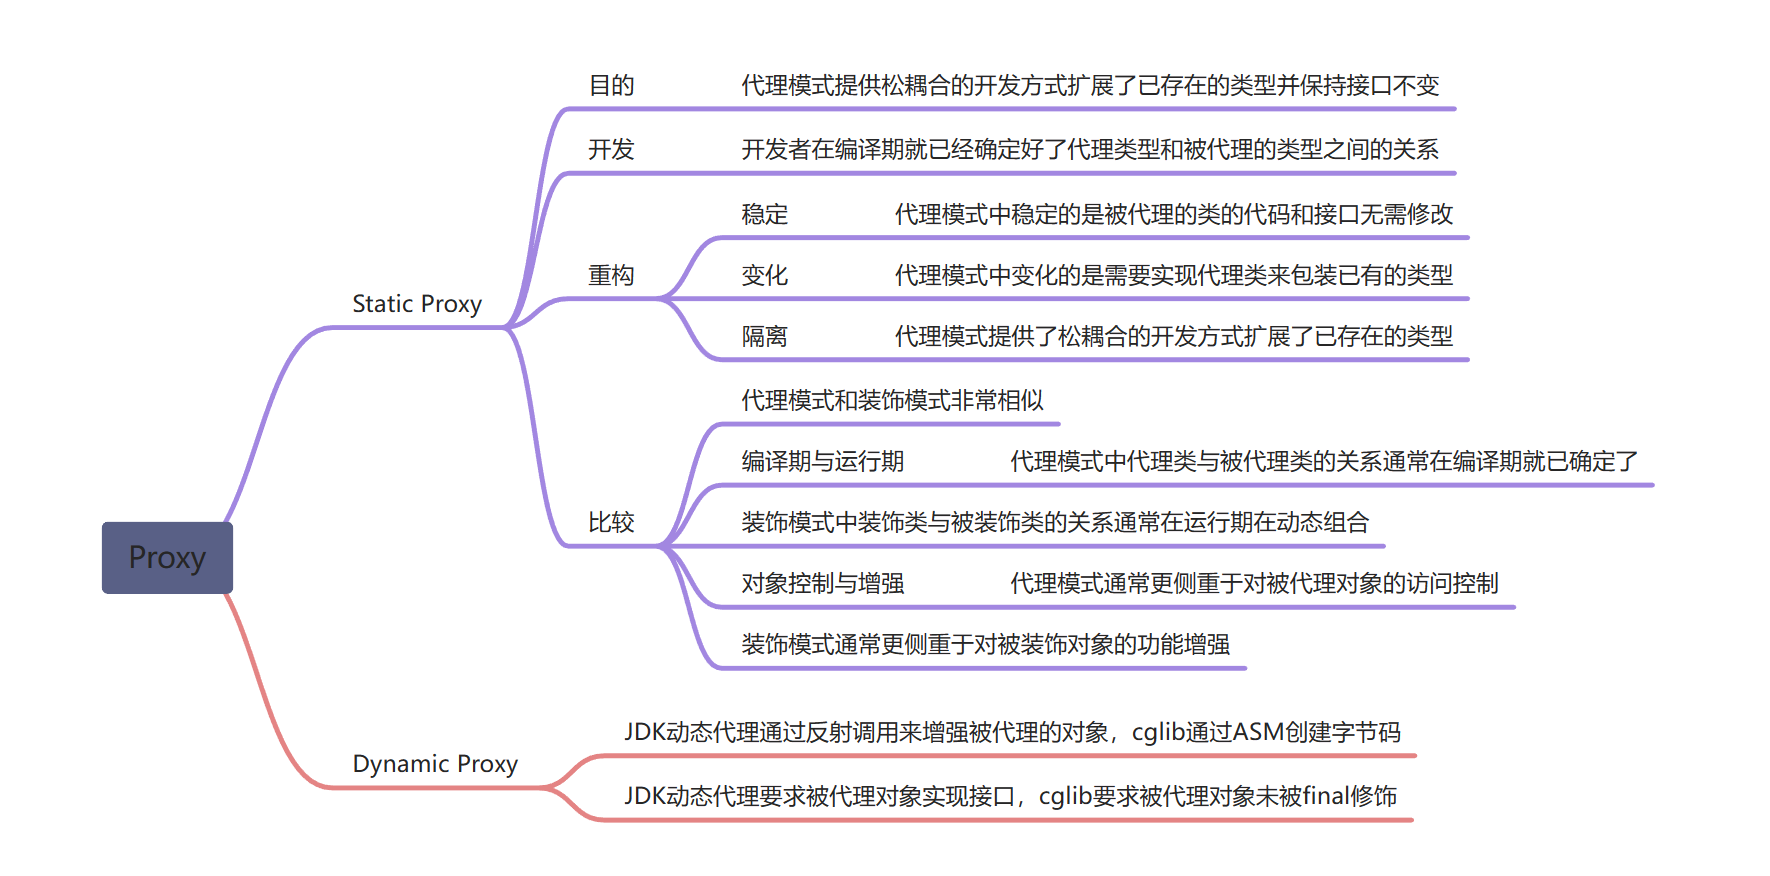 目的 代理模式提供松耦合的开发方式扩展了已存在的类型并保持接口不变
开发 开发者在编译期就已经确定好了代理类型和被代理的类型之间的关系
稳定 代理模式中稳定的是被代理的类的代码和接口无需修改
重构 变化 代理模式中变化的是需要实现代理类来包装已有的类型
Static Proxy
隔离 代理模式提供了松耦合的开发方式扩展了已存在的类型
代理模式和装饰模式非常相似
编译期与运行期 代理模式中代理类与被代理类的关系通常在编译期就已确定了
比较 装饰模式中装饰类与被装饰类的关系通常在运行期在动态组合
Proxy
对象控制与增强 代理模式通常更侧重于对被代理对象的访问控制
装饰模式通常更侧重于对被装饰对象的功能增强
JDK动态代理通过反射调用来增强被代理的对象，cglib通过ASM创建字节码
Dynamic Proxy
JDK动态代理要求被代理对象实现接口，cglib要求被代理对象未被final修饰